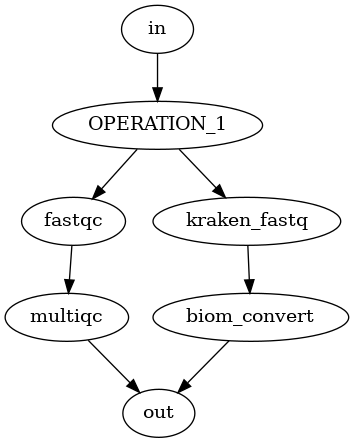 in
OPERATION_1
fastqc
kraken_fastq
multiqc
biom_convert
out